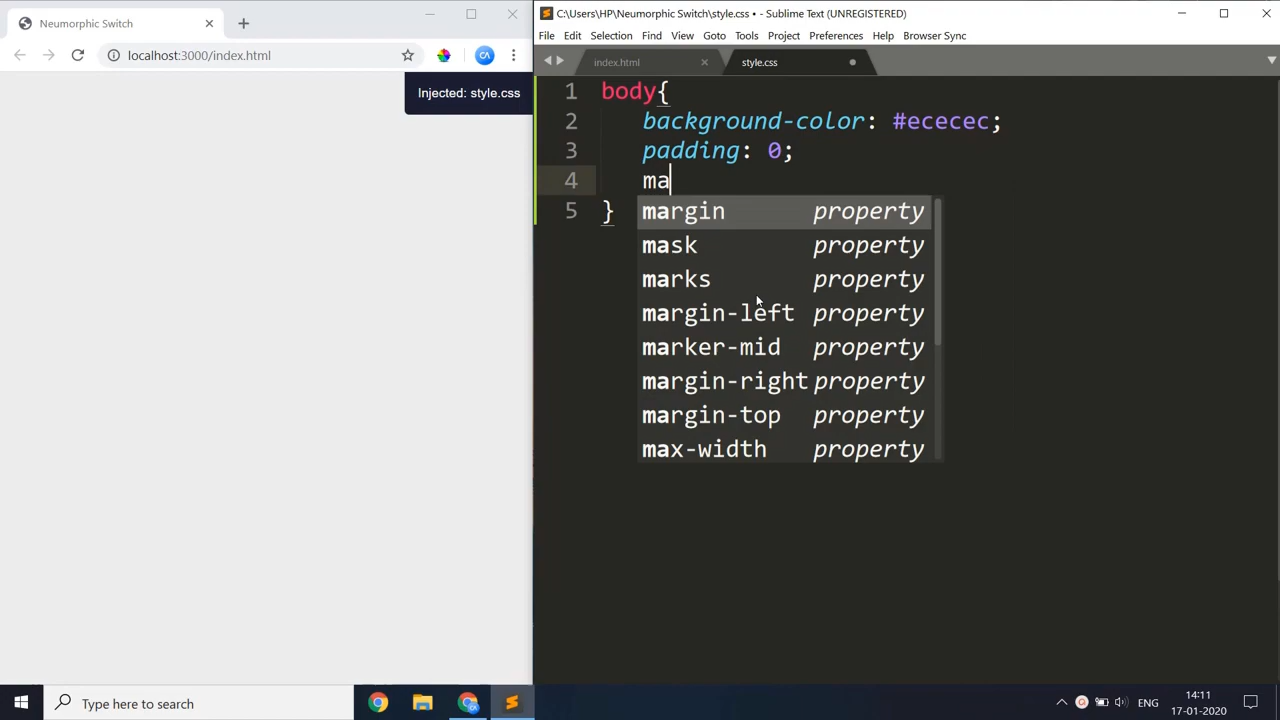 Neumorphic Switch
localhost:3000/index.html
Injected: style.css
C:\Users\HP\Neumorphic Switch\style.css • - Sublime Text (UNREGISTERED)
File Edit Selection Find View Goto Tools Project Preferences Help Browser Sync
index.html
style.css
1 body{
2 background-color: #ececec;
3 padding: 0;
4 ma
5 }
margin property
mask property
marks property
margin-left property
marker-mid property
margin-right property
margin-top property
max-width property
Type here to search
ENG
14:11
17-01-2020